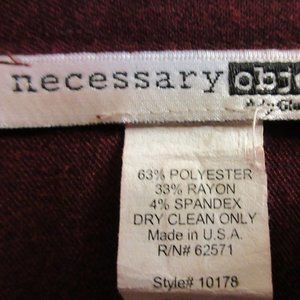 necessary obj
63% POLYESTER
33% RAYON
4% SPANDEX
DRY CLEAN ONLY
Made in U.S.A.
R/N# 62571
Style# 10178